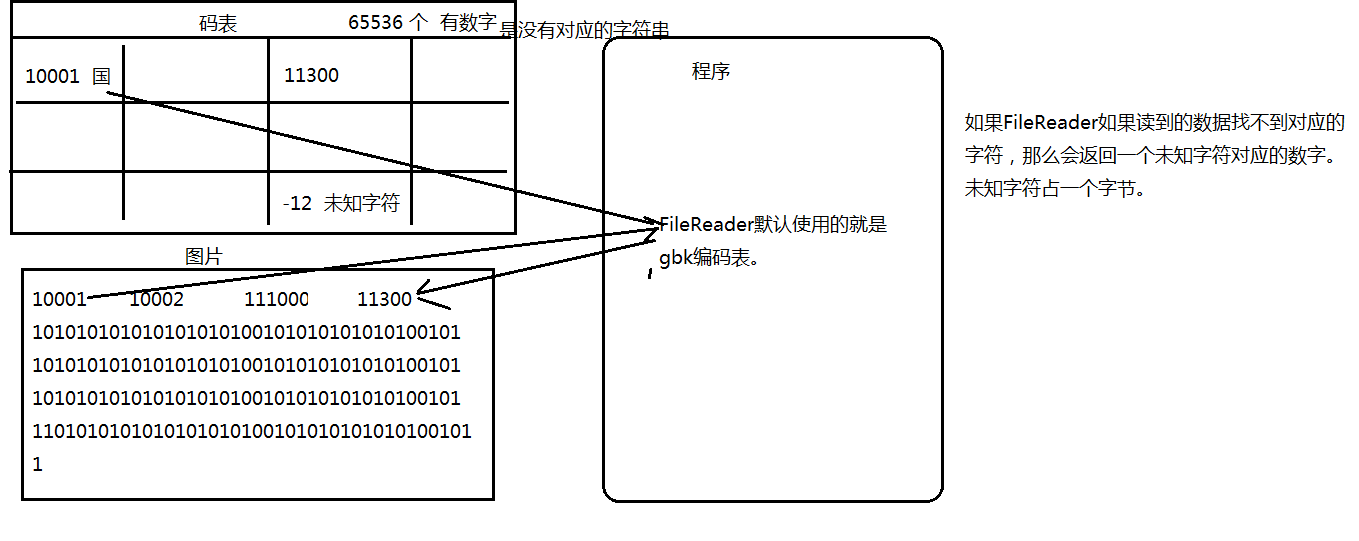 码表 65536 个 有数字 是没有对应的字符串
10001 国 11300
-12 未知字符
图片
10001 10002 111000 11300
1010101010101010100101010101010100101
1010101010101010100101010101010100101
1010101010101010100101010101010100101
11010101010101010100101010101010100101
1
程序
FileReader默认使用的就是
gbk编码表。
如果FileReader如果读到的数据找不到对应的
字符，那么会返回一个未知字符对应的数字。
未知字符占一个字节。